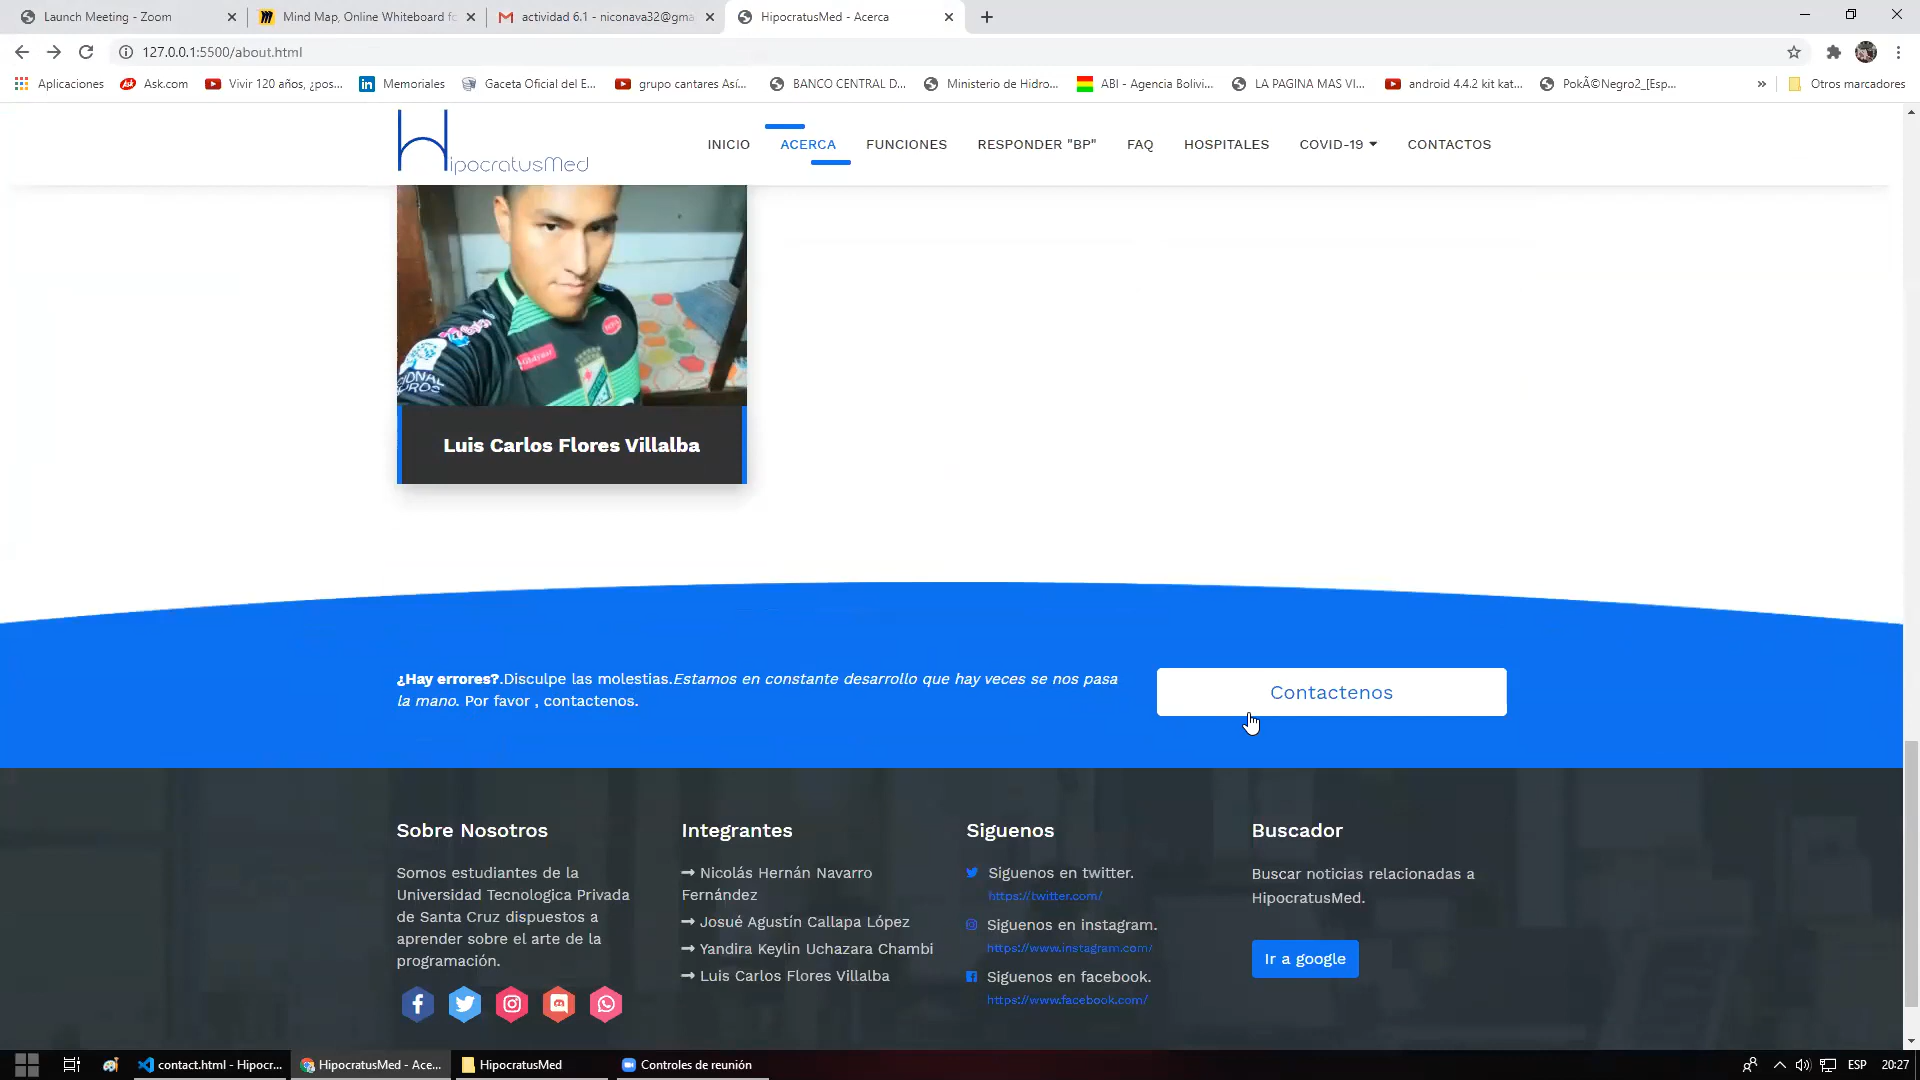 Launch Meeting - Zoom
Mind Map, Online Whiteboard fo
actividad 6.1 - niconava32@gma
HipocratusMed - Acerca
127.0.0.1:5500/about.html
Aplicaciones
Ask.com
Vivir 120 años, ¿pos...
Memoriales
Gaceta Oficial del E...
grupo cantares Así...
BANCO CENTRAL D...
Ministerio de Hidro...
ABI - Agencia Bolivi...
LA PAGINA MAS VI...
android 4.4.2 kit kat...
PokÃ©Negro2_[Esp...
Otros marcadores
HipocratusMed
INICIO
ACERCA
FUNCIONES
RESPONDER "BP"
FAQ
HOSPITALES
COVID-19
CONTACTOS
Luis Carlos Flores Villalba
¿Hay errores?.Disculpe las molestias.Estamos en constante desarrollo que hay veces se nos pasa
la mano. Por favor , contactenos.
Contactenos
Sobre Nosotros
Somos estudiantes de la
Universidad Tecnologica Privada
de Santa Cruz dispuestos a
aprender sobre el arte de la
programación.
Integrantes
Nicolás Hernán Navarro
Fernández
Josué Agustín Callapa López
Yandira Keylin Uchazara Chambi
Luis Carlos Flores Villalba
Siguenos
Siguenos en twitter.
https://twitter.com/
Siguenos en instagram.
https://www.instagram.com/
Siguenos en facebook.
https://www.facebook.com/
Buscador
Buscar noticias relacionadas a
HipocratusMed.
Ir a google
contact.html - Hipocr...
HipocratusMed - Ace...
HipocratusMed
Controles de reunión
ESP
20:27